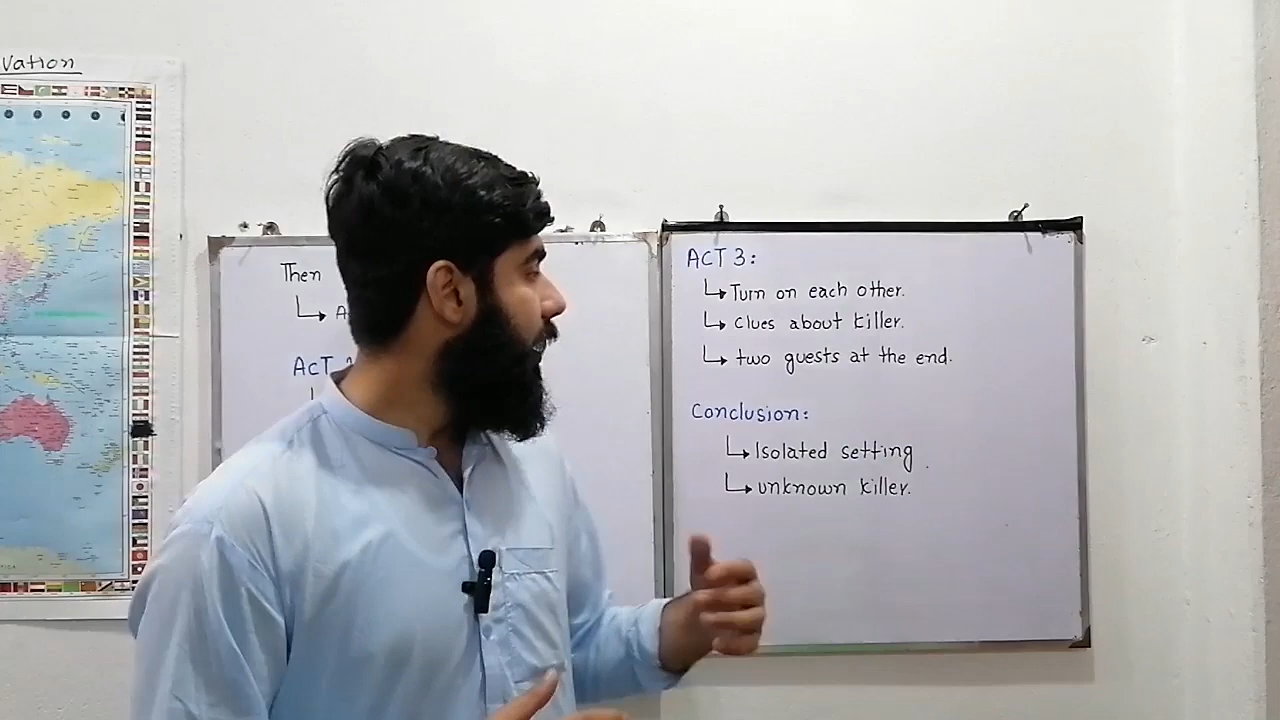 vation
Then
A
ACT 2
ACT 3:
Turn on each other.
clues about killer.
two guests at the end.
Conclusion:
Isolated setting
unknown killer.